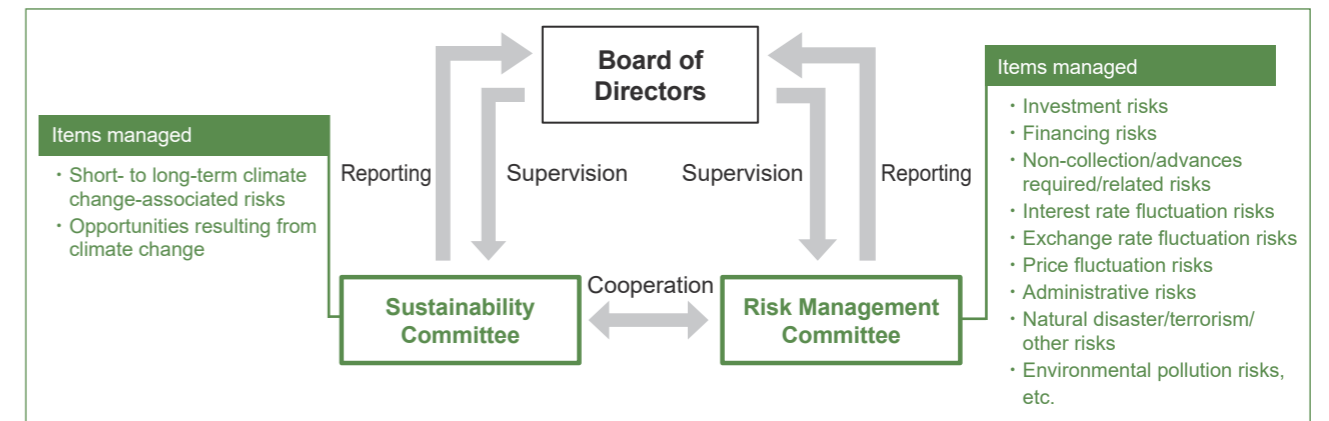 Board of
Directors
Items managed
・Short- to long-term climate
change-associated risks
・Opportunities resulting from
climate change
Reporting
Supervision
Supervision
Reporting
Sustainability
Committee
Cooperation
Risk Management
Committee
Items managed
・Investment risks
・Financing risks
・Non-collection/advances
required/related risks
・Interest rate fluctuation risks
・Exchange rate fluctuation risks
・Price fluctuation risks
・Administrative risks
・Natural disaster/terrorism/
other risks
・Environmental pollution risks,
etc.